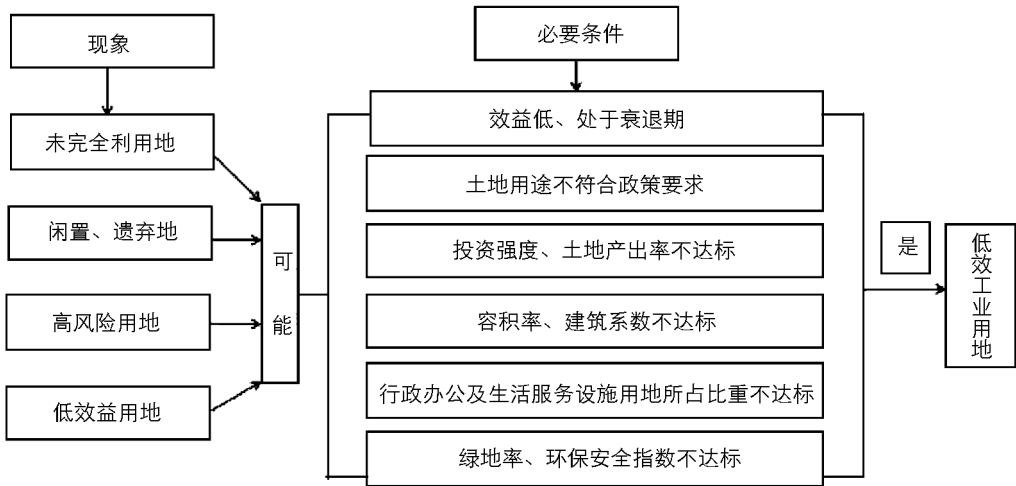 现象
未完全利用地
闲置、遗弃地
高风险用地
低效益用地
可能
必要条件
效益低、处于衰退期
土地用途不符合政策要求
投资强度、土地产出率不达标
容积率、建筑系数不达标
行政办公及生活服务设施用地所占比重不达标
绿地率、环保安全指数不达标
是
低效工业用地